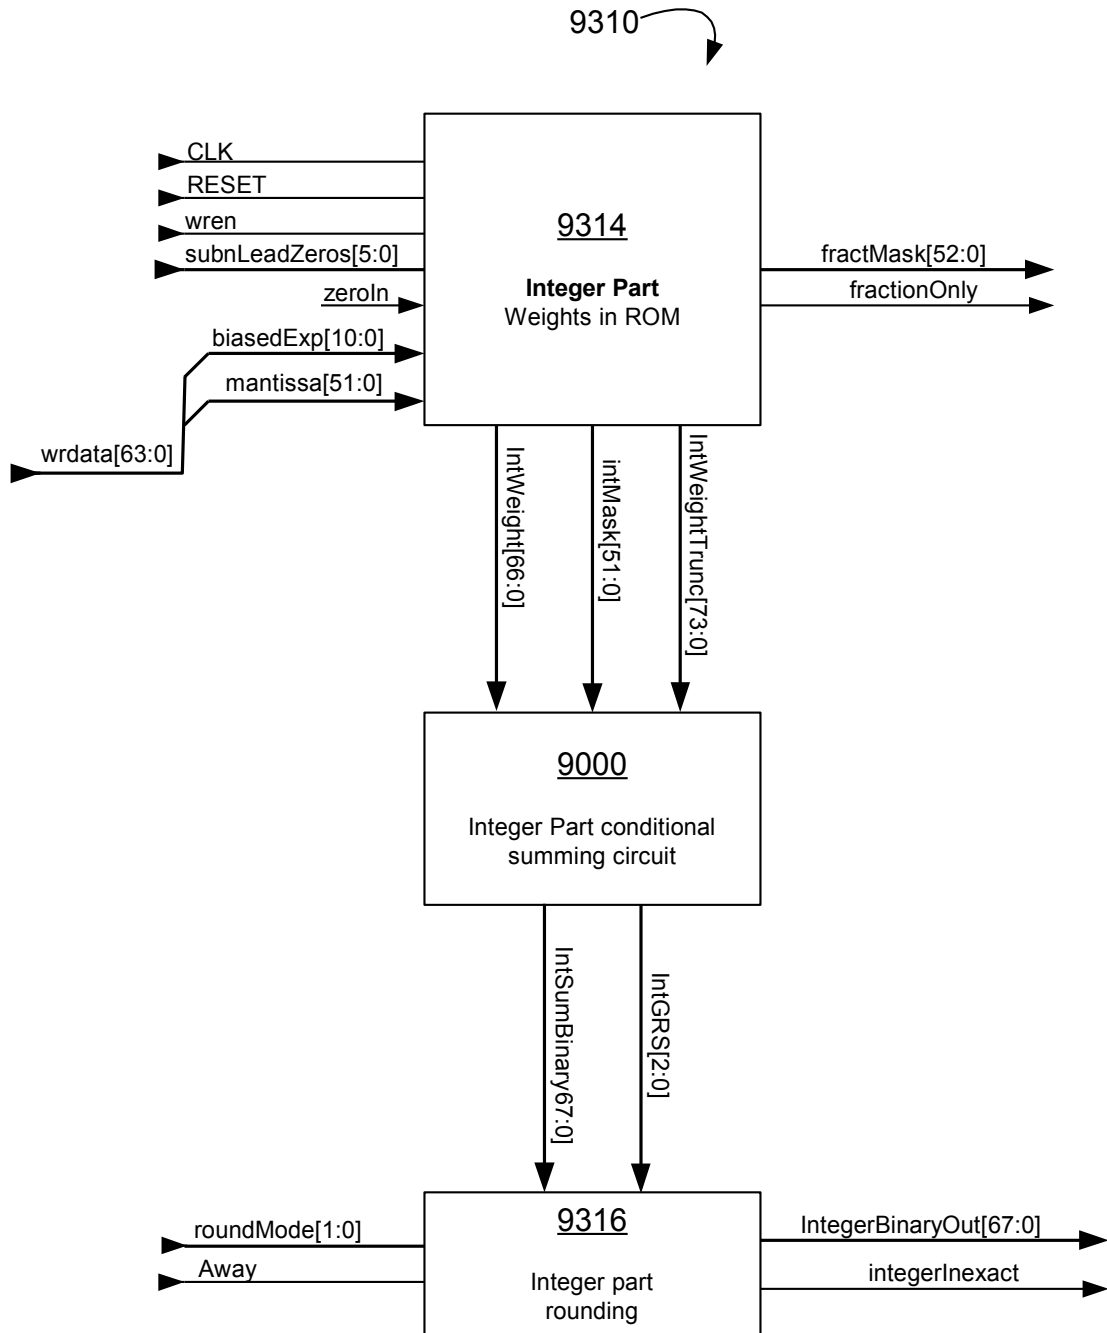 9310
CLK
RESET
wren
subnLeadZeros[5:0]
zeroIn
biasedExp[10:0]
mantissa[51:0]
wrdata[63:0]
9314
Integer Part
Weights in ROM
fractMask[52:0]
fractionOnly
IntWeight[66:0]
intMask[51:0]
IntWeightTrunc[73:0]
9000
Integer Part conditional
summing circuit
IntSumBinary67:0]
IntGRS[2:0]
roundMode[1:0]
Away
9316
Integer part
rounding
IntegerBinaryOut[67:0]
integerInexact